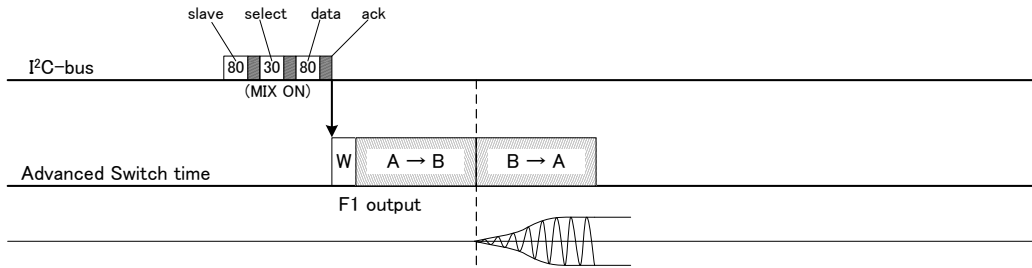 slave select data ack
I²C-bus 80 30 80
(MIX ON)
Advanced Switch time W A → B B → A
F1 output